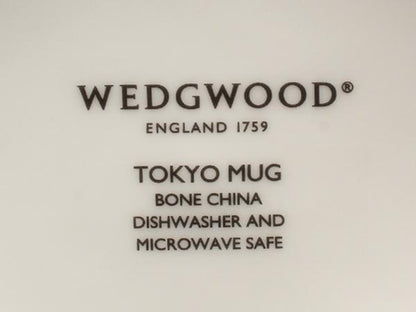 WEDGWOOD®
ENGLAND 1759
TOKYO MUG
BONE CHINA
DISHWASHER AND
MICROWAVE SAFE